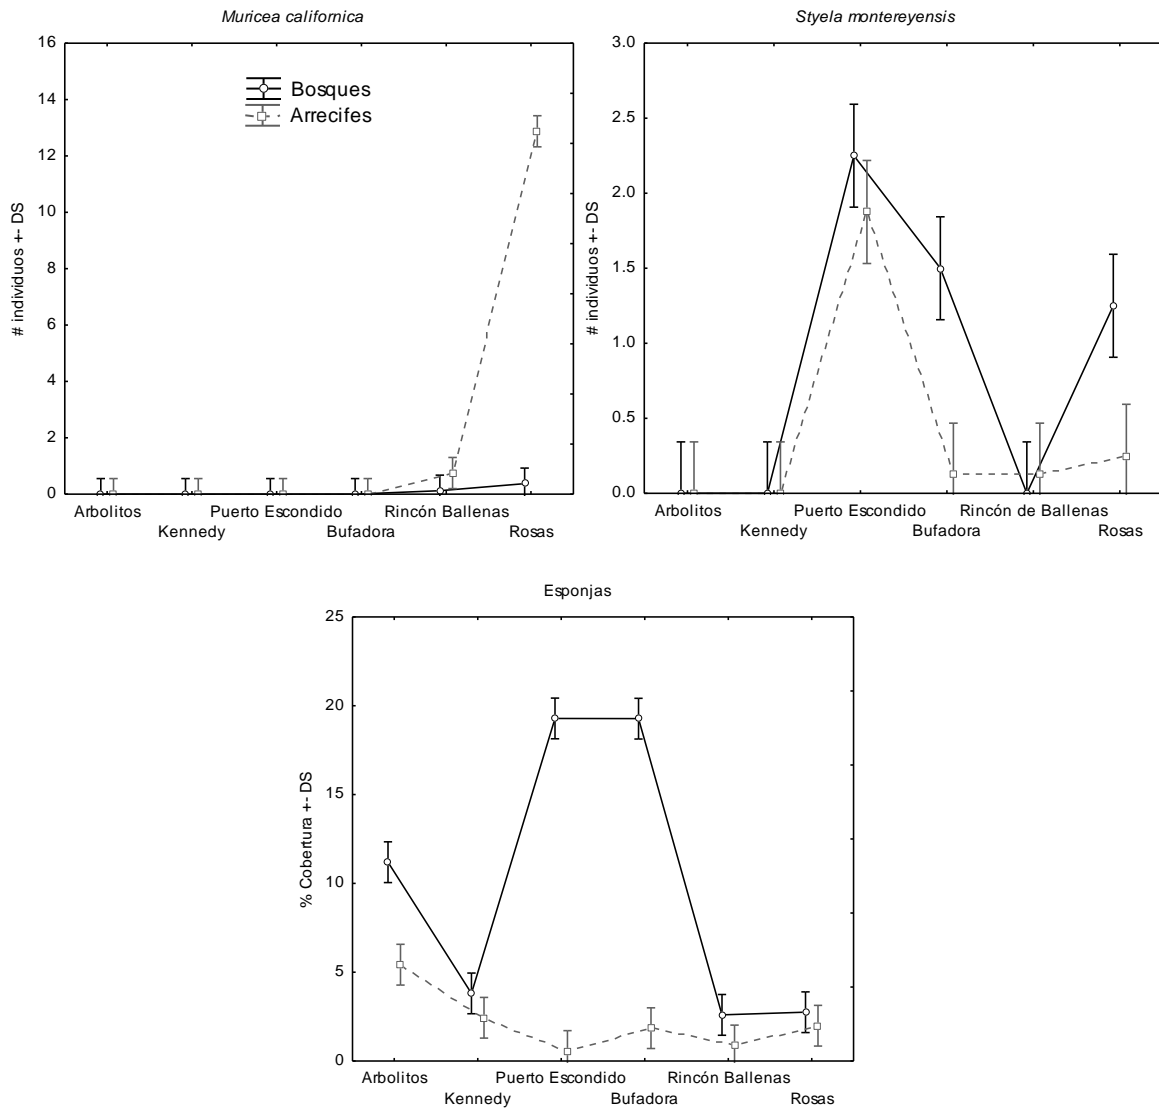 Muricea californica
16
14
12
10
8
6
4
2
0
# individuos +- DS
Bosques
Arrecifes
Arbolitos
Kennedy
Puerto Escondido
Bufadora
Rincón Ballenas
Rosas
Styela montereyensis
3.0
2.5
2.0
1.5
1.0
0.5
0.0
# individuos +- DS
Arbolitos
Kennedy
Puerto Escondido
Bufadora
Rincón de Ballenas
Rosas
Esponjas
25
20
15
10
5
0
% Cobertura +- DS
Arbolitos
Kennedy
Puerto Escondido
Bufadora
Rincón Ballenas
Rosas